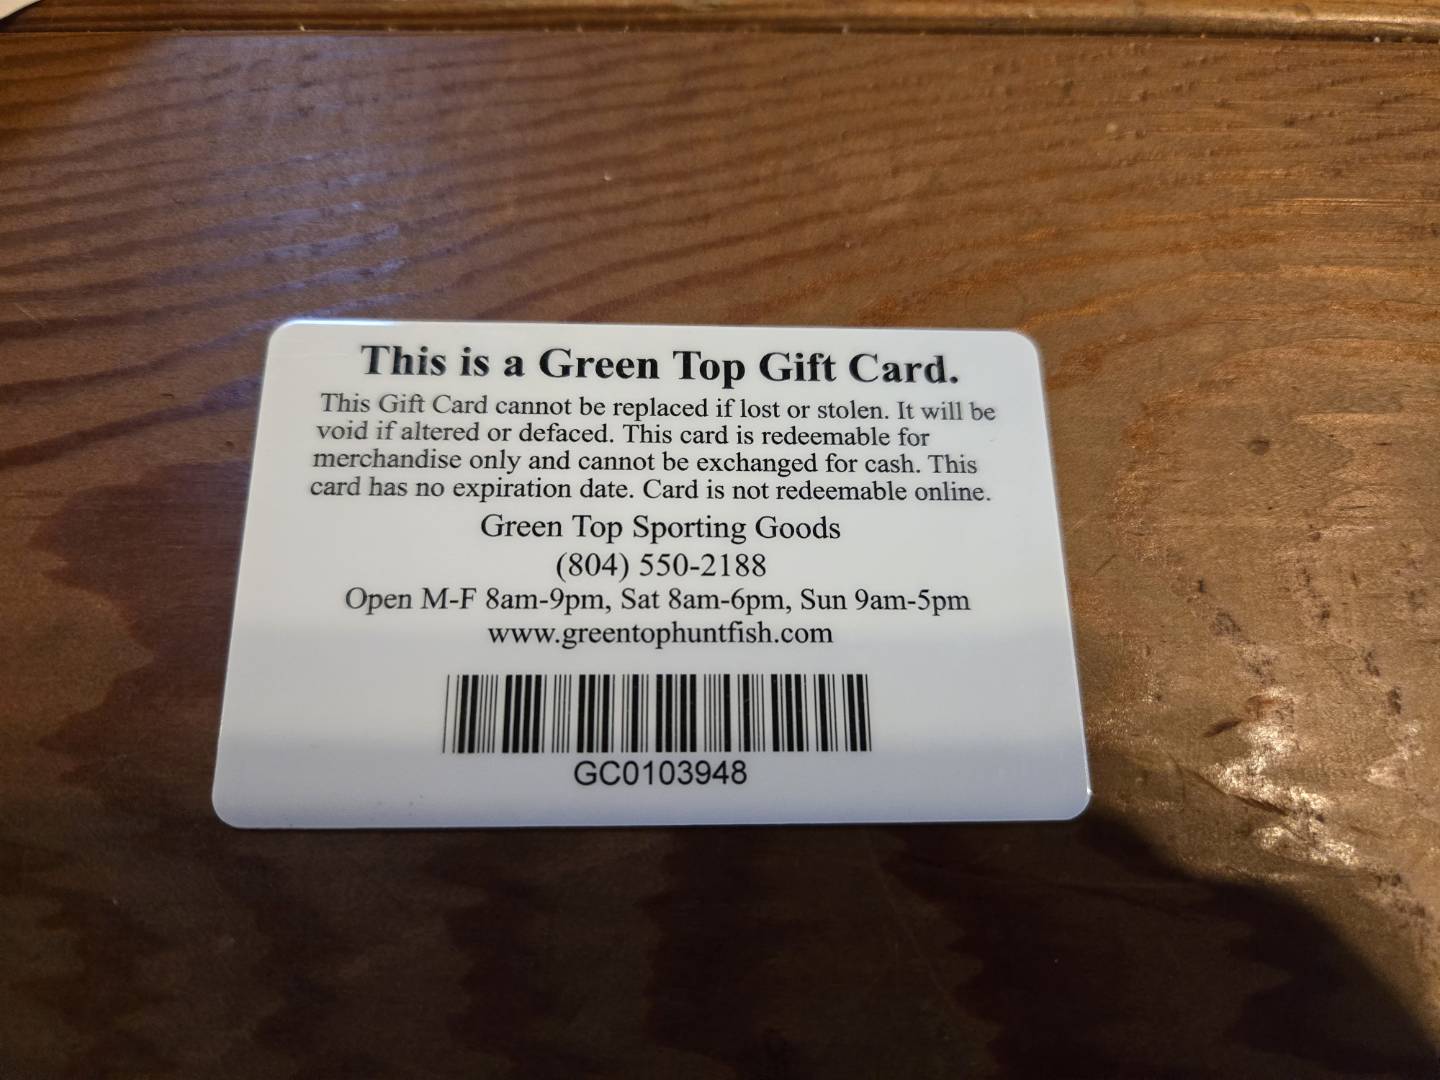 This is a Green Top Gift Card.
This Gift Card cannot be replaced if lost or stolen. It will be
void if altered or defaced. This card is redeemable for
merchandise only and cannot be exchanged for cash. This
card has no expiration date. Card is not redeemable online.
Green Top Sporting Goods
(804) 550-2188
Open M-F 8am-9pm, Sat 8am-6pm, Sun 9am-5pm
www.greentophuntfish.com
GC0103948